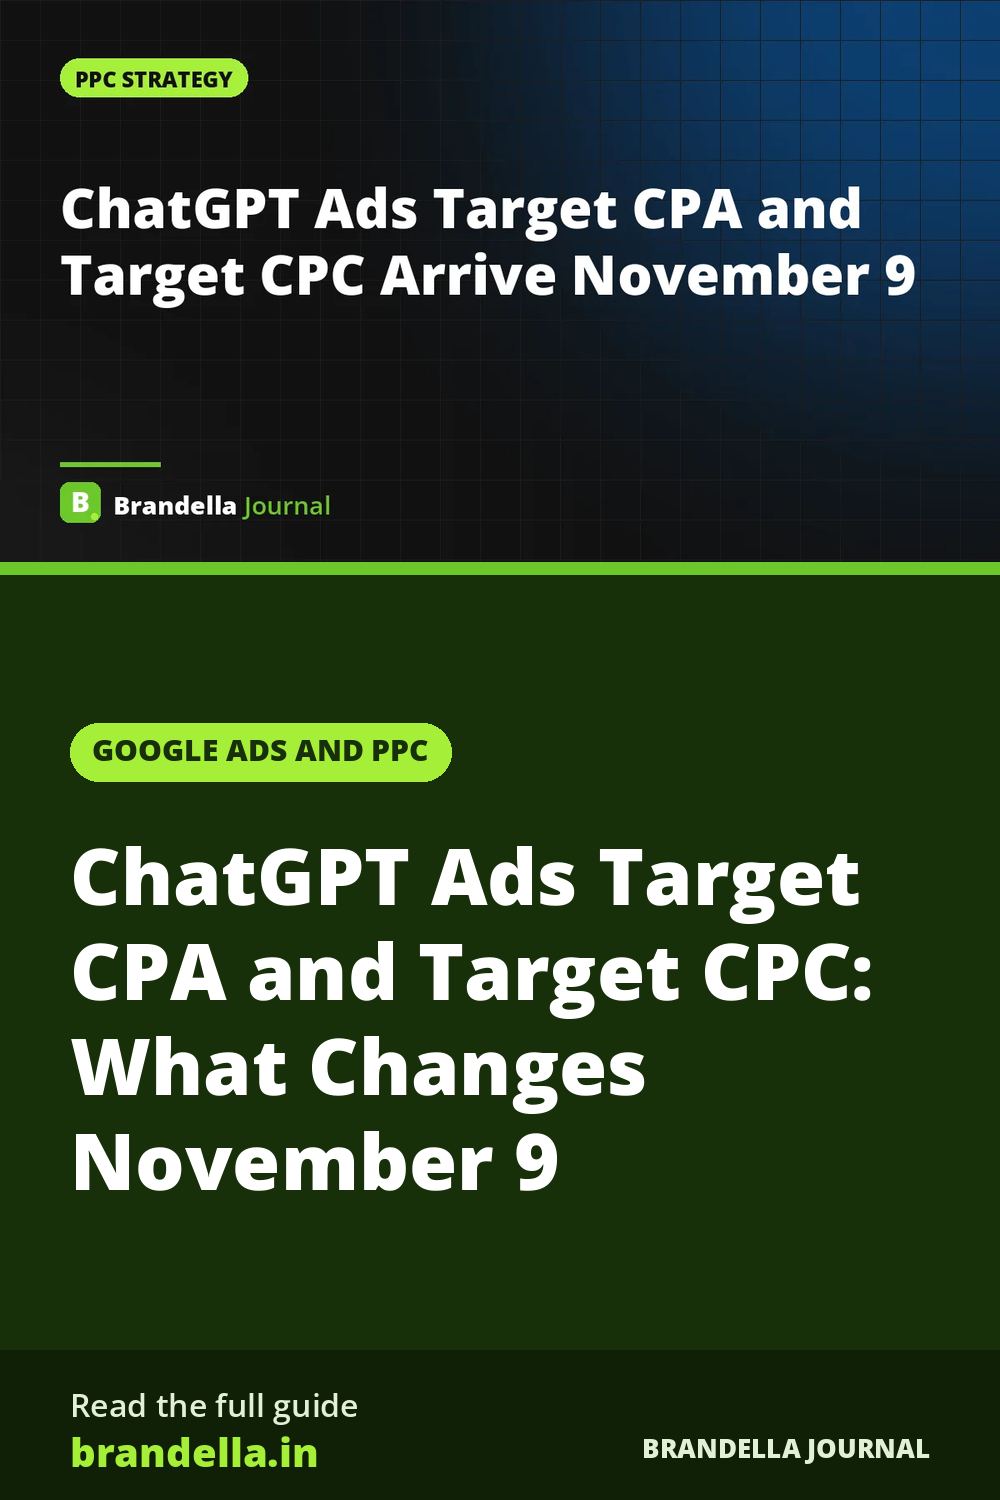 PPC STRATEGY
ChatGPT Ads Target CPA and
Target CPC Arrive November 9
B.
Brandella Journal
GOOGLE ADS AND PPC
ChatGPT Ads Target
CPA and Target CPC:
What Changes
November 9
Read the full guide
brandella.in
BRANDELLA JOURNAL